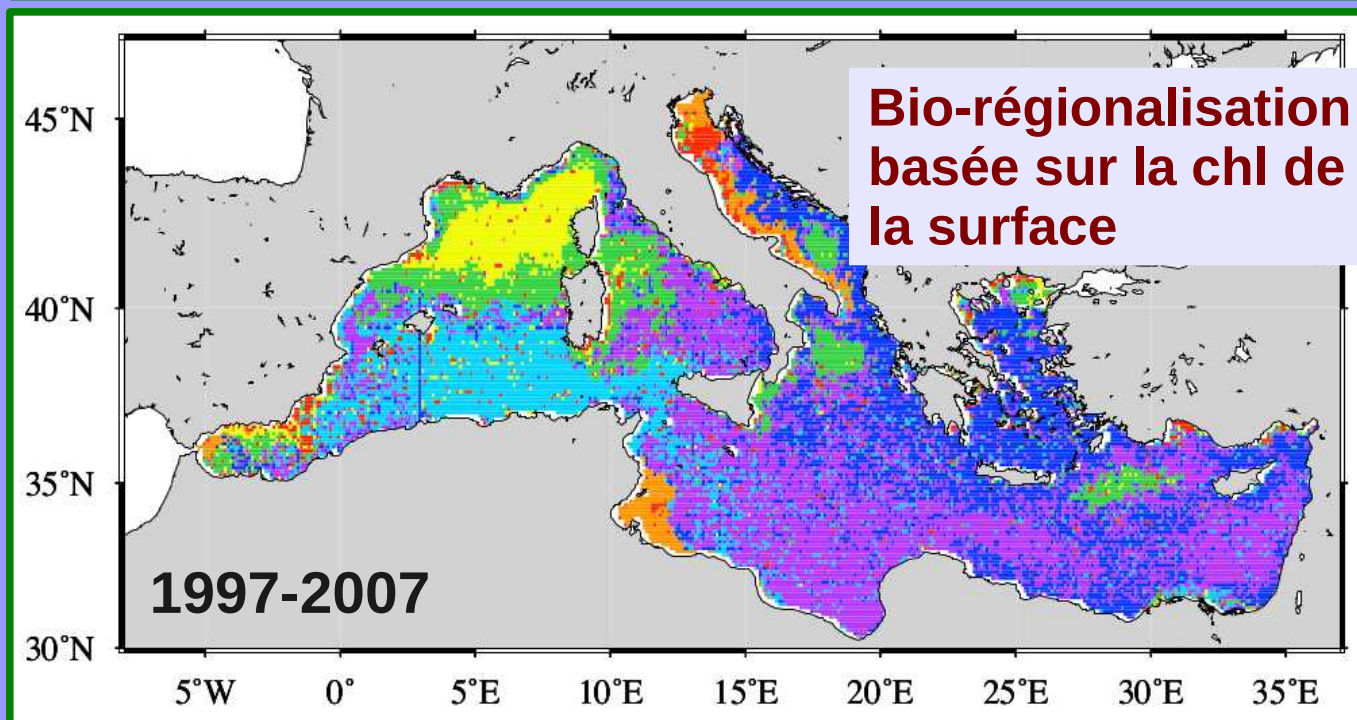 Bio-régionalisation
basée sur la chl de
la surface
45°N
40°N
35°N
1997-2007
30°N
5°W 0° 5°E 10°E 15°E 20°E 25°E 30°E 35°E